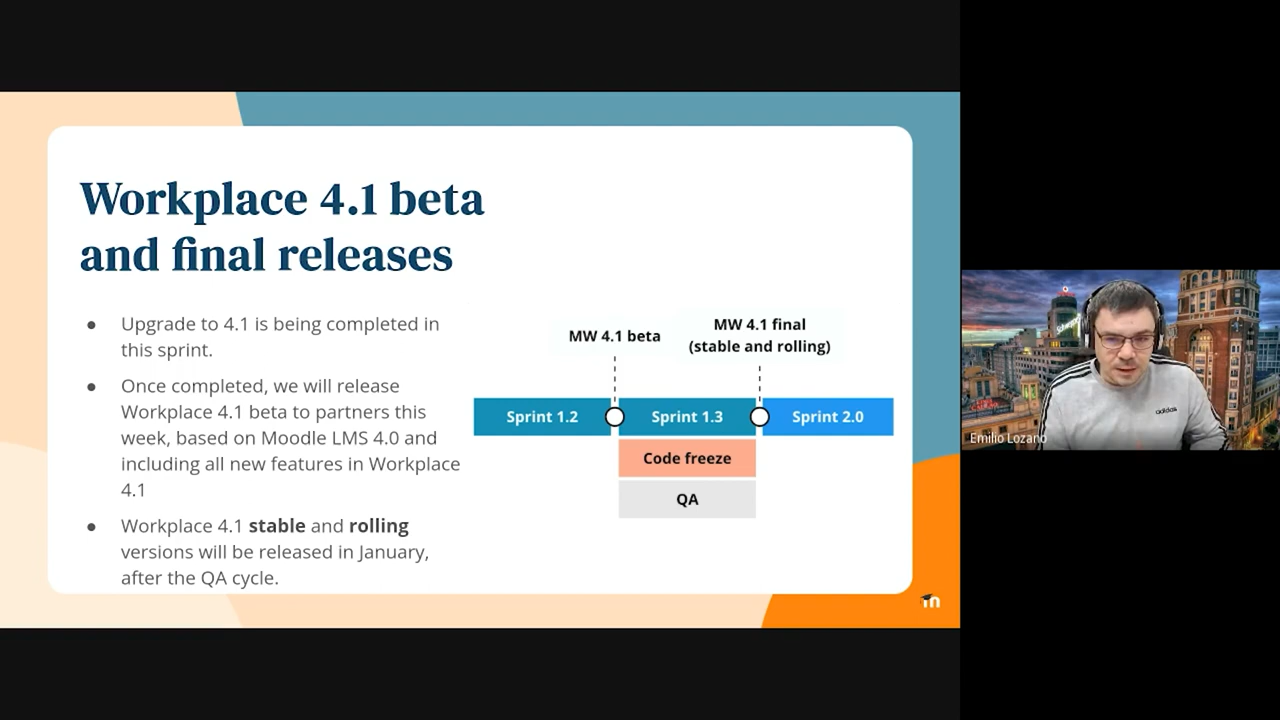 Workplace 4.1 beta
and final releases
● Upgrade to 4.1 is being completed in
this sprint.
● Once completed, we will release
Workplace 4.1 beta to partners this
week, based on Moodle LMS 4.0 and
including all new features in Workplace
4.1
● Workplace 4.1 stable and rolling
versions will be released in January,
after the QA cycle.
MW 4.1 beta
MW 4.1 final
(stable and rolling)
Sprint 1.2
Sprint 1.3
Sprint 2.0
Code freeze
QA
m
adidas
Emilio Lozano